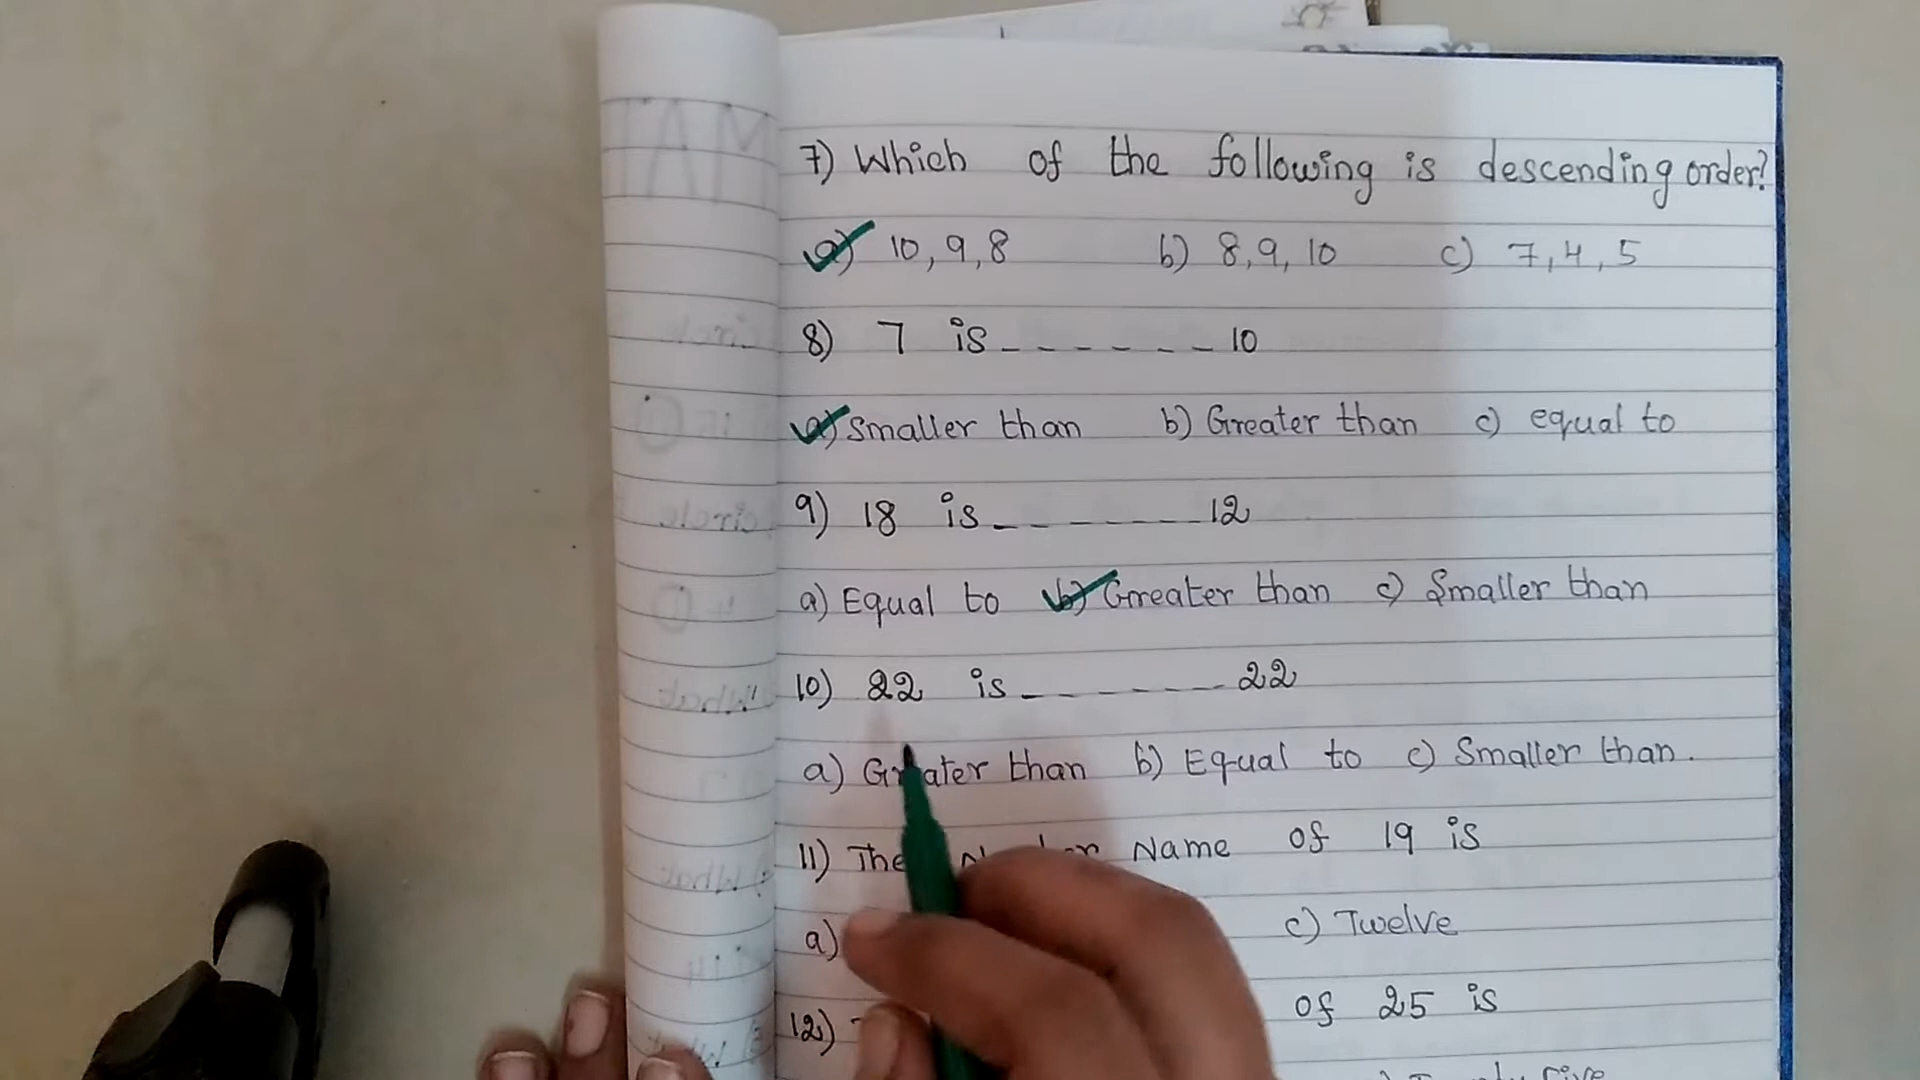 7) Which of the following is descending order?
a) 10, 9, 8 b) 8, 9, 10 c) 7, 4, 5
8) 7 is ------ 10
a) Smaller than b) Greater than c) equal to
9) 18 is ------- 12
a) Equal to b) Greater than c) Smaller than
10) 22 is ------- 22
a) Greater than b) Equal to c) Smaller than.
11) The Name of 19 is
a) c) Twelve
12) of 25 is